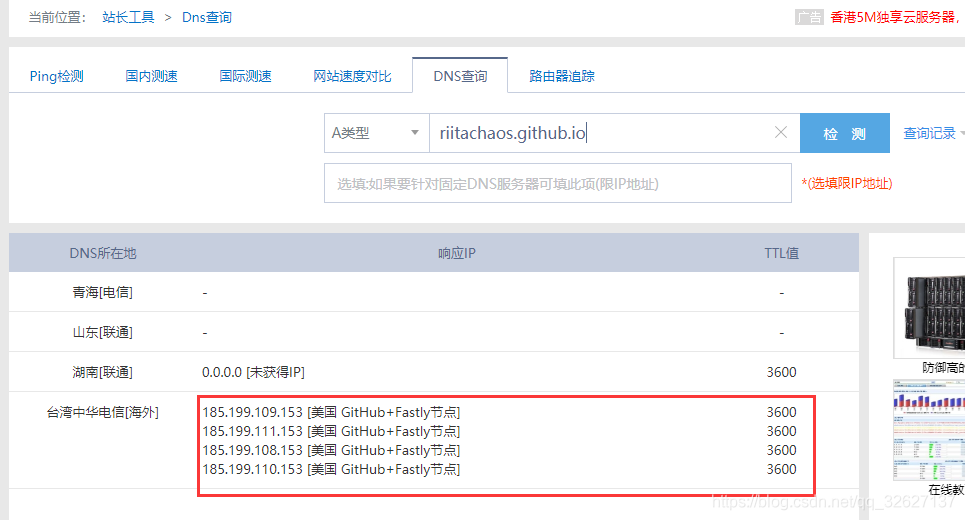 当前位置： 站长工具 > Dns查询
广告 香港5M独享云服务器，
Ping检测 国内测速 国际测速 网站速度对比 DNS查询 路由器追踪
A类型 riitachaos.github.io 检 测 查询记录
选填:如果要针对固定DNS服务器可填此项(限IP地址) *(选填限IP地址)
DNS所在地 响应IP TTL值
青海[电信] - -
山东[联通] - -
湖南[联通] 0.0.0.0 [未获得IP] 3600
防御高的
台湾中华电信[海外] 185.199.109.153 [美国 GitHub+Fastly节点] 3600
185.199.111.153 [美国 GitHub+Fastly节点] 3600
185.199.108.153 [美国 GitHub+Fastly节点] 3600
185.199.110.153 [美国 GitHub+Fastly节点] 3600
在线教
https://blog.csdn.net/qq_32627137